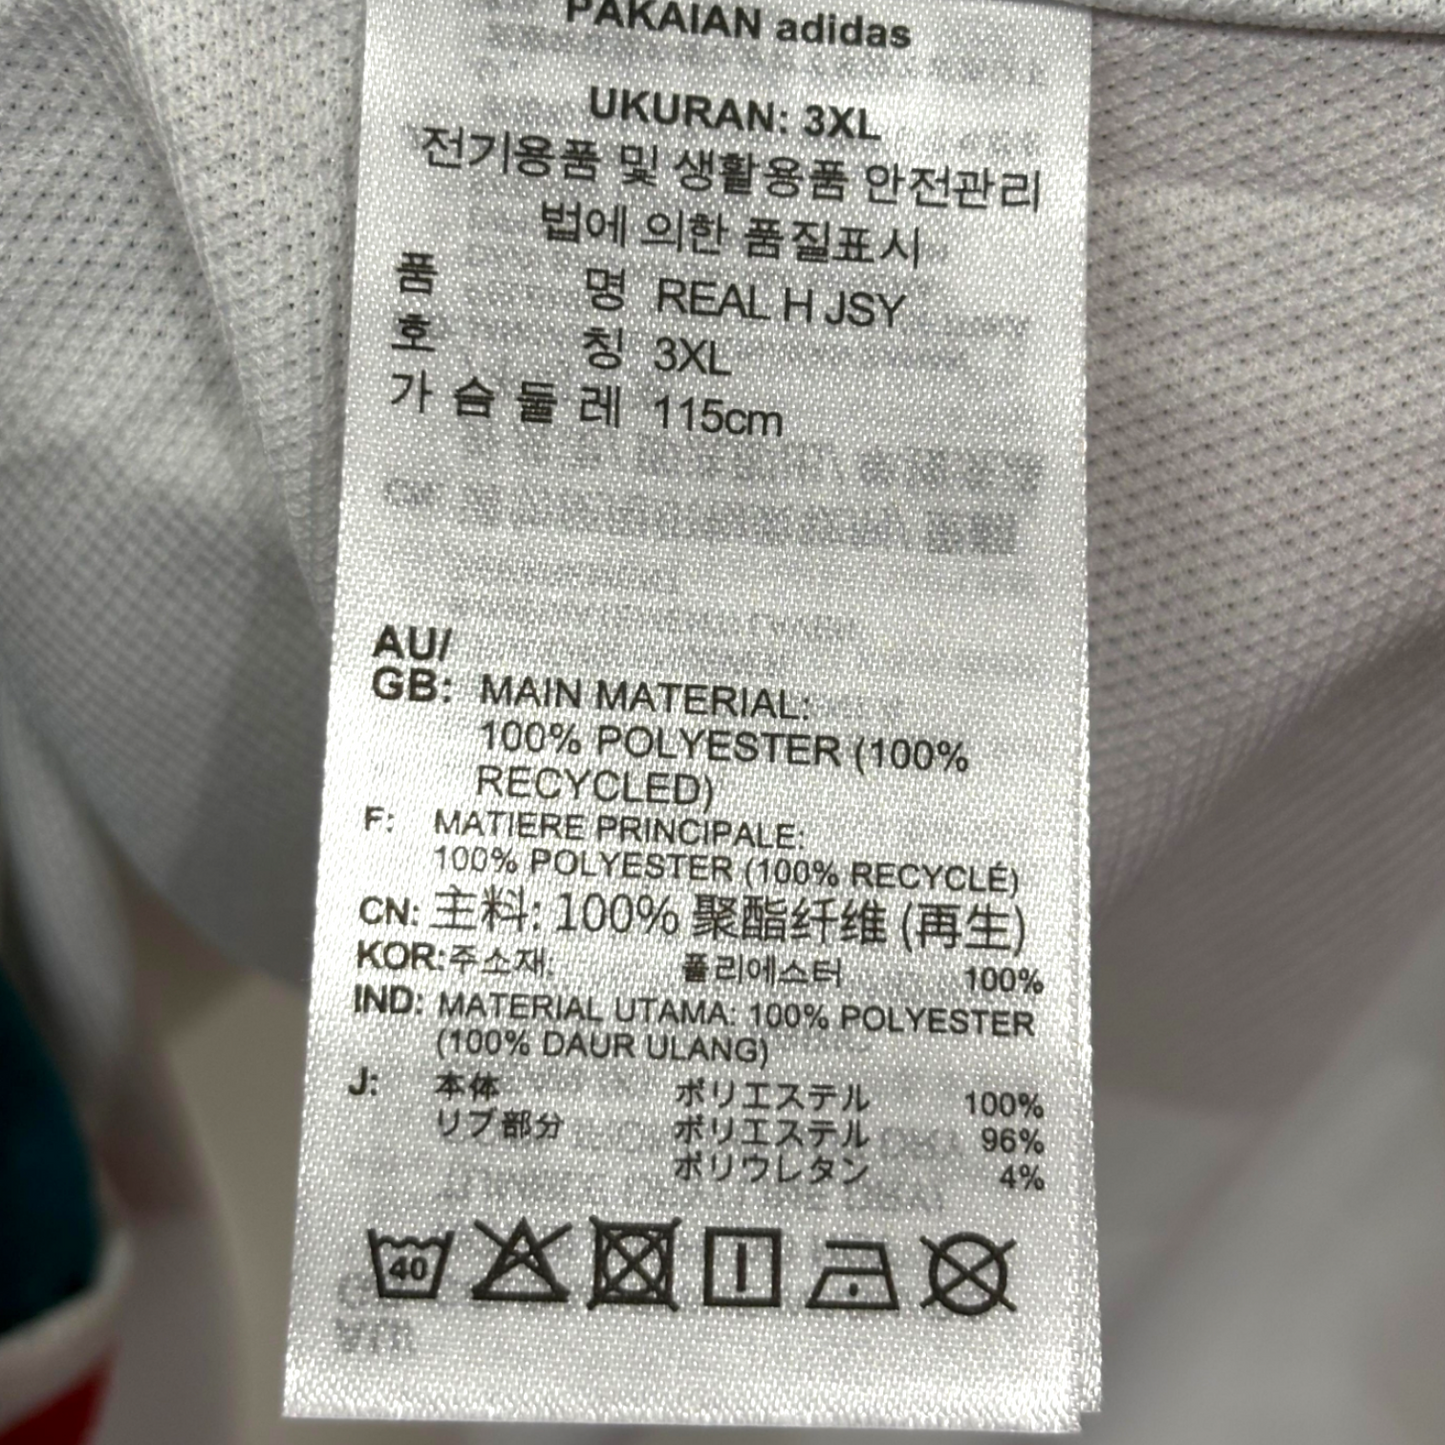 PAKAIAN adidas
UKURAN: 3XL
전기용품 및 생활용품 안전관리
법에 의한 품질표시
품 명 REAL H JSY
호 칭 3XL
가 슴 둘 레 115cm
AU/
GB: MAIN MATERIAL:
100% POLYESTER (100%
RECYCLED)
F: MATIERE PRINCIPALE:
100% POLYESTER (100% RECYCLÉ)
CN: 主料: 100% 聚酯纤维 (再生)
KOR: 주소재: 폴리에스터 100%
IND: MATERIAL UTAMA: 100% POLYESTER
(100% DAUR ULANG)
J: 本体 ポリエステル 100%
リブ部分 ポリエステル 96%
ポリウレタン 4%
40